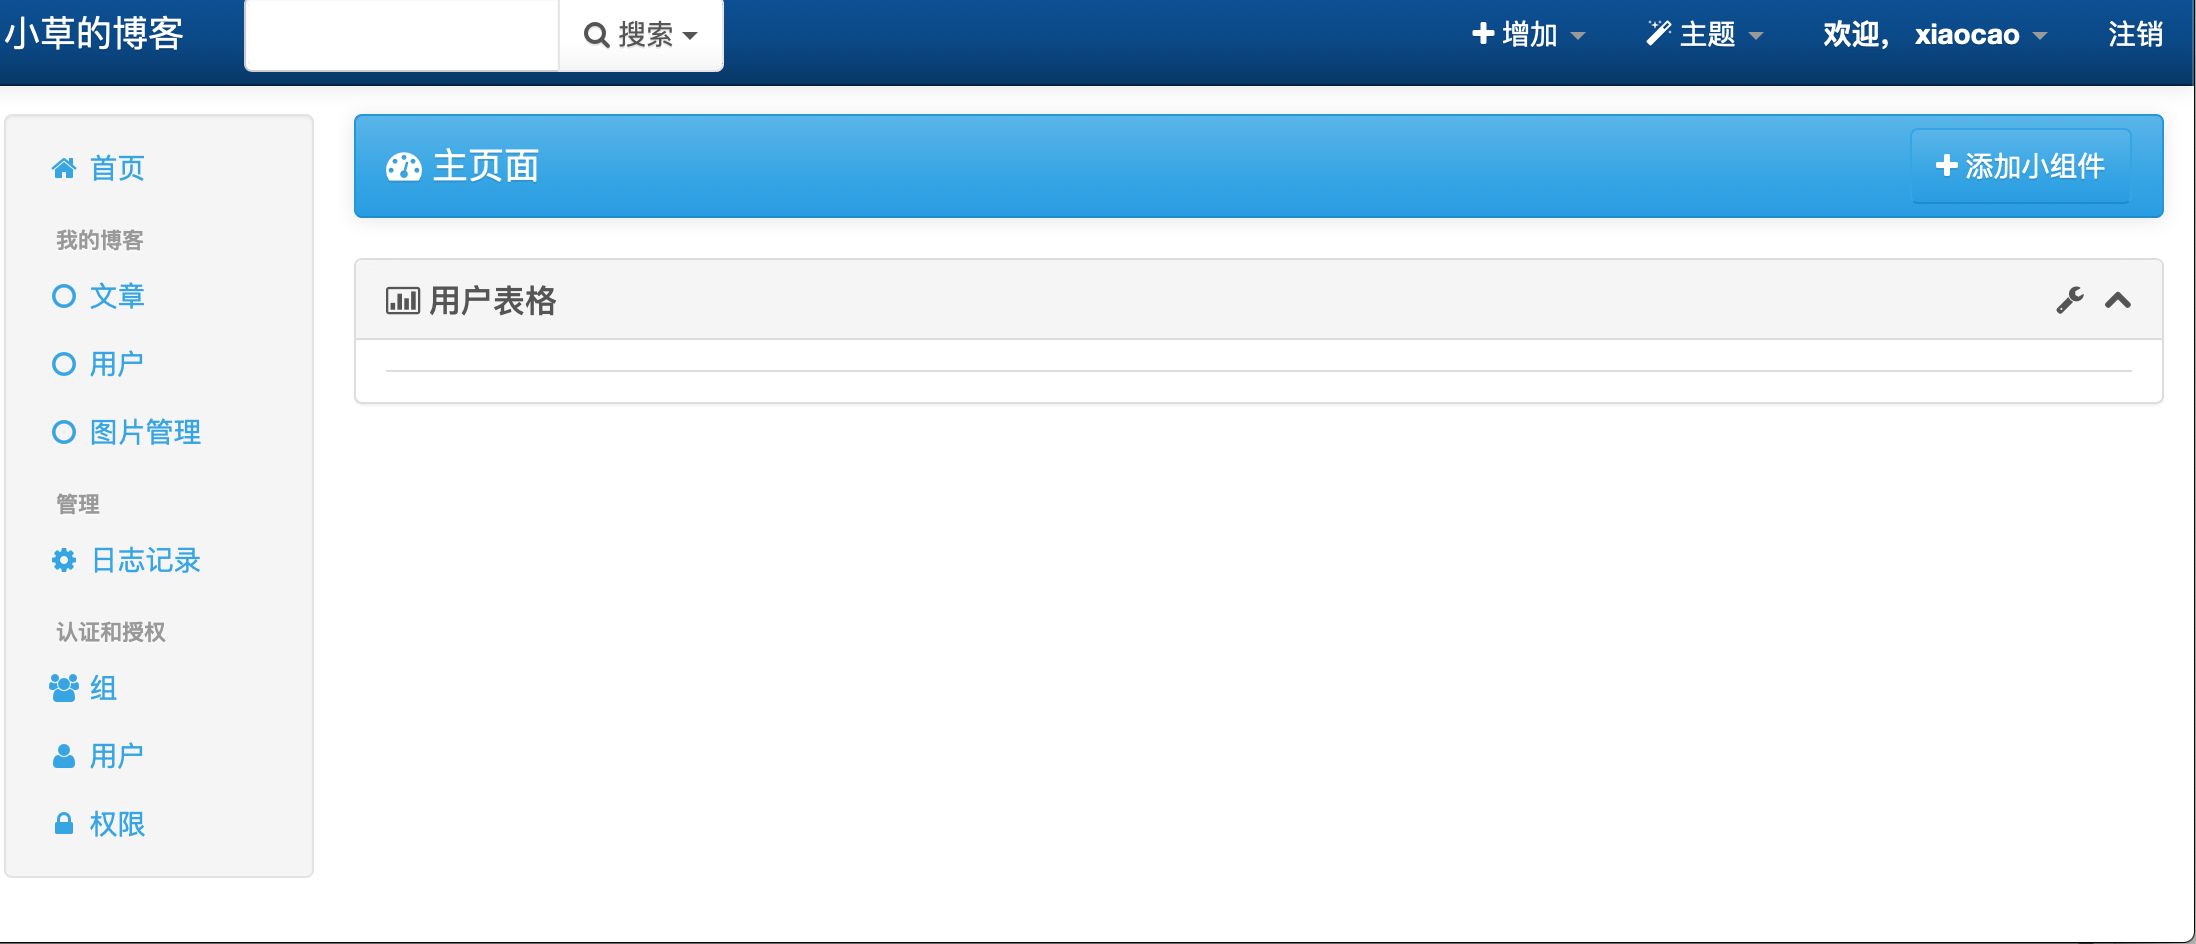 小草的博客
搜索
增加
主题
欢迎， xiaocao
注销
首页
我的博客
文章
用户
图片管理
管理
日志记录
认证和授权
组
用户
权限
主页面
添加小组件
用户表格